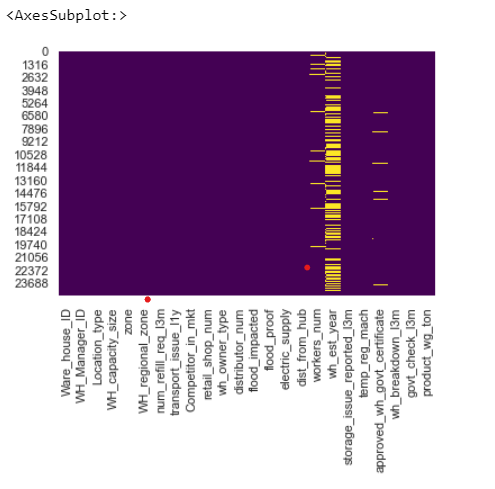 <AxesSubplot:>
0
1316
2632
3948
5264
6580
7896
9212
10528
11844
13160
14476
15792
17108
18424
19740
21056
22372
23688
Ware_house_ID
WH_Manager_ID
Location_type
WH_capacity_size
zone
WH_regional_zone
num_refill_req_l3m
transport_issue_l1y
Competitor_in_mkt
retail_shop_num
wh_owner_type
distributor_num
flood_impacted
flood_proof
electric_supply
dist_from_hub
workers_num
wh_est_year
storage_issue_reported_l3m
temp_reg_mach
approved_wh_govt_certificate
wh_breakdown_l3m
govt_check_l3m
product_wg_ton